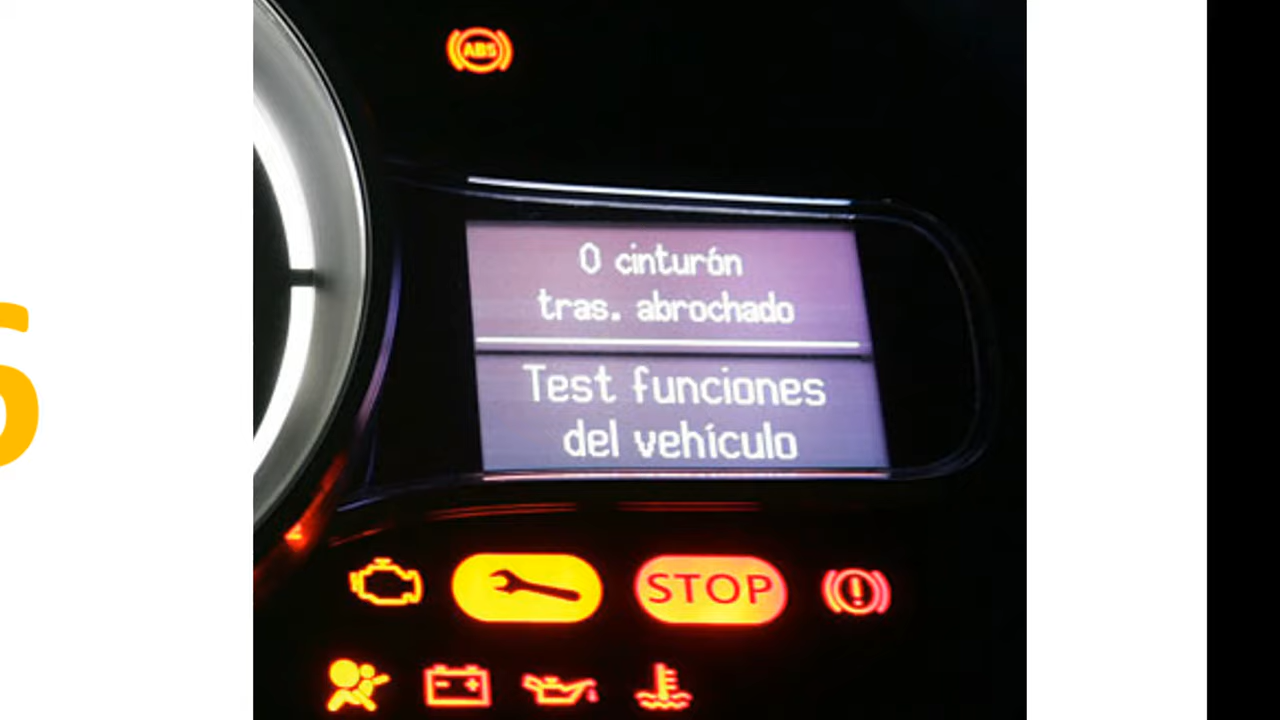 ABS
0 cinturón
tras. abrochado
Test funciones
del vehículo
STOP